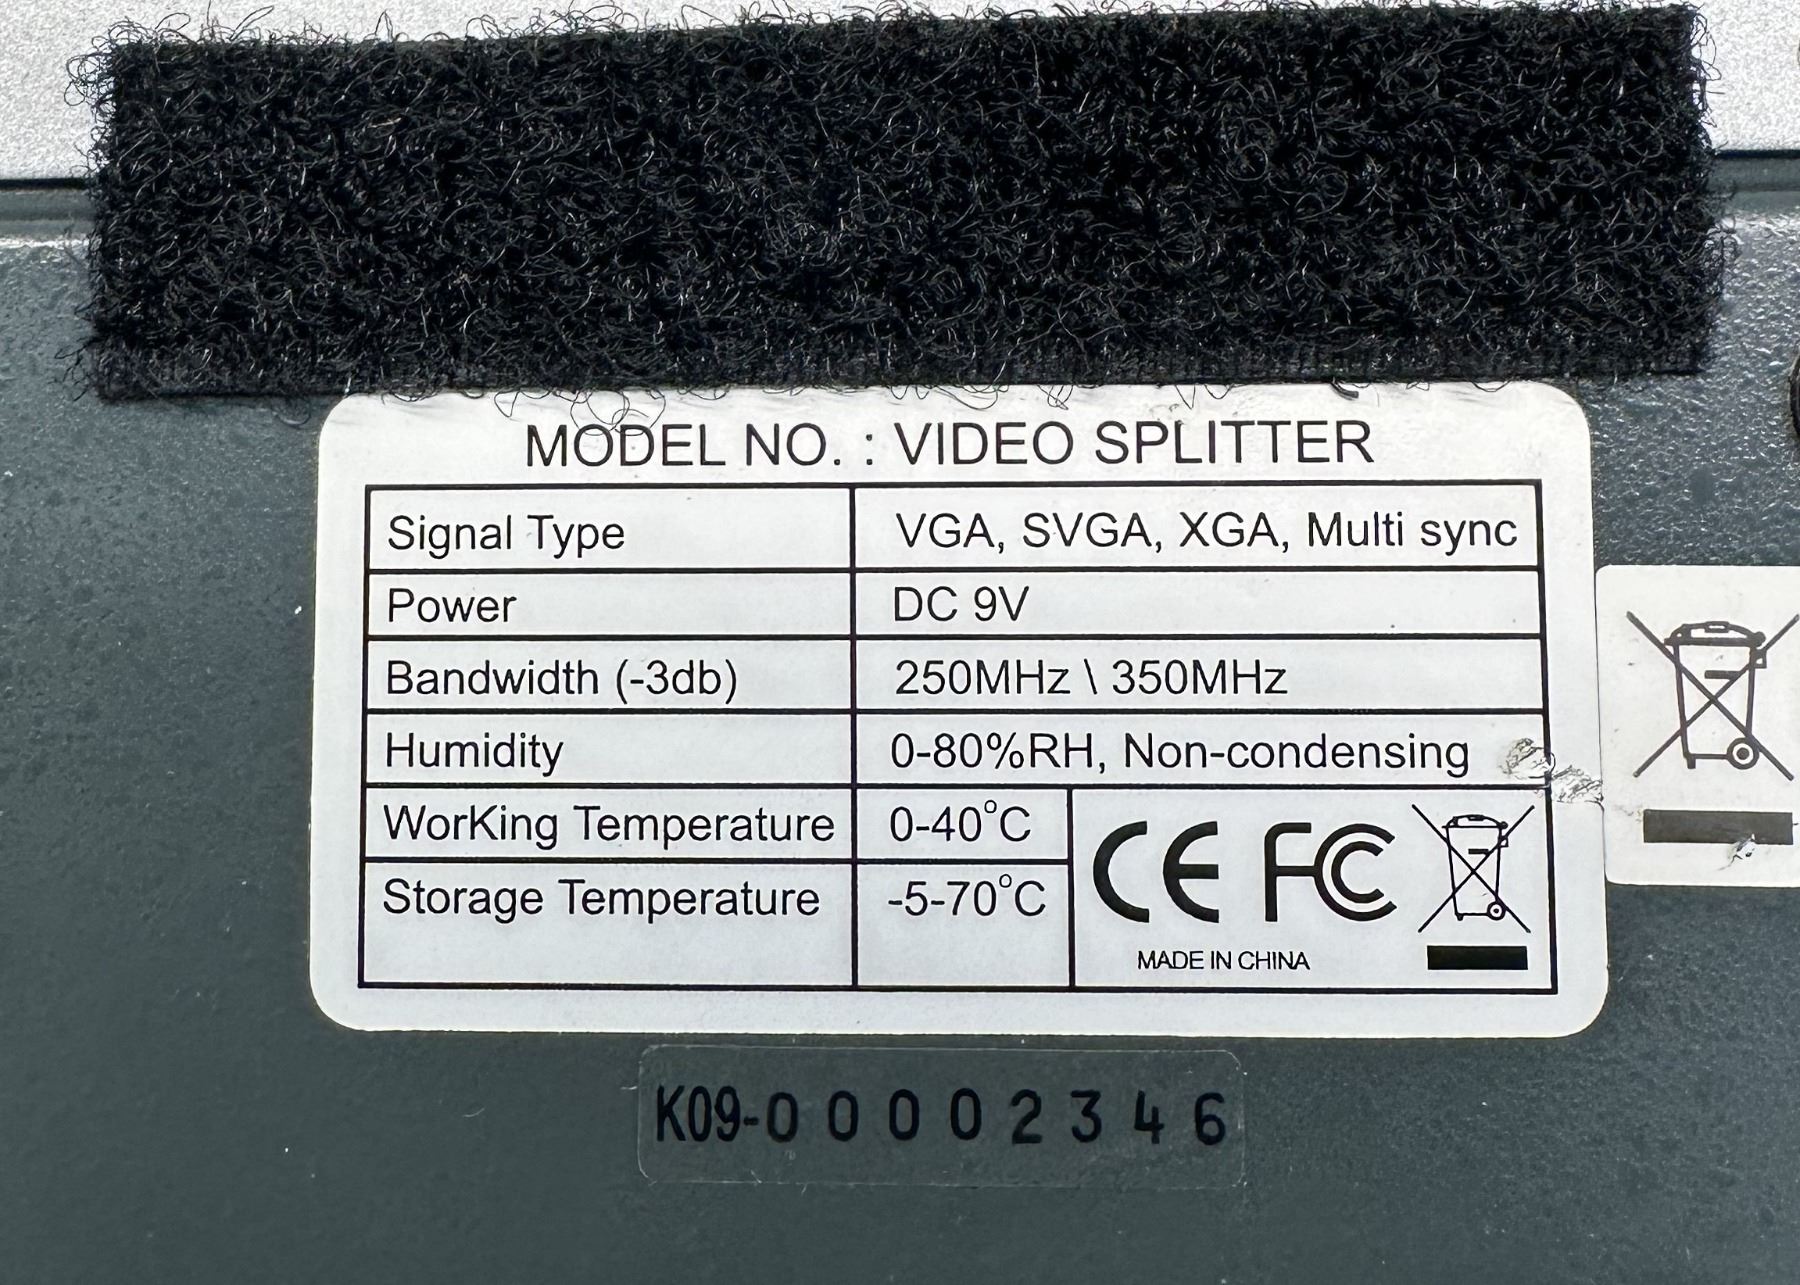 MODEL NO. : VIDEO SPLITTER
Signal Type VGA, SVGA, XGA, Multi sync
Power DC 9V
Bandwidth (-3db) 250MHz \ 350MHz
Humidity 0-80%RH, Non-condensing
WorKing Temperature 0-40°C
Storage Temperature -5-70°C
CE FC
MADE IN CHINA
K09-00002346